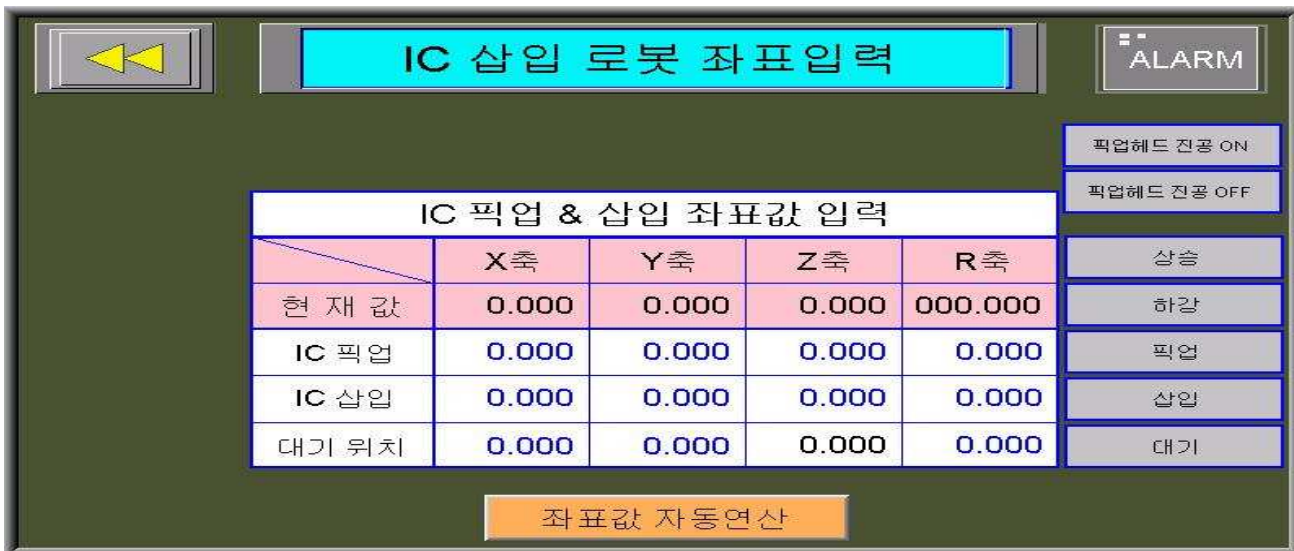 IC 삽입 로봇 좌표입력
ALARM
픽업헤드 진공 ON
픽업헤드 진공 OFF
IC 픽업 & 삽입 좌표값 입력
X축 Y축 Z축 R축 상승
현 재 값 0.000 0.000 0.000 000.000 하강
IC 픽업 0.000 0.000 0.000 0.000 픽업
IC 삽입 0.000 0.000 0.000 0.000 삽입
대기 위치 0.000 0.000 0.000 0.000 대기
좌표값 자동연산